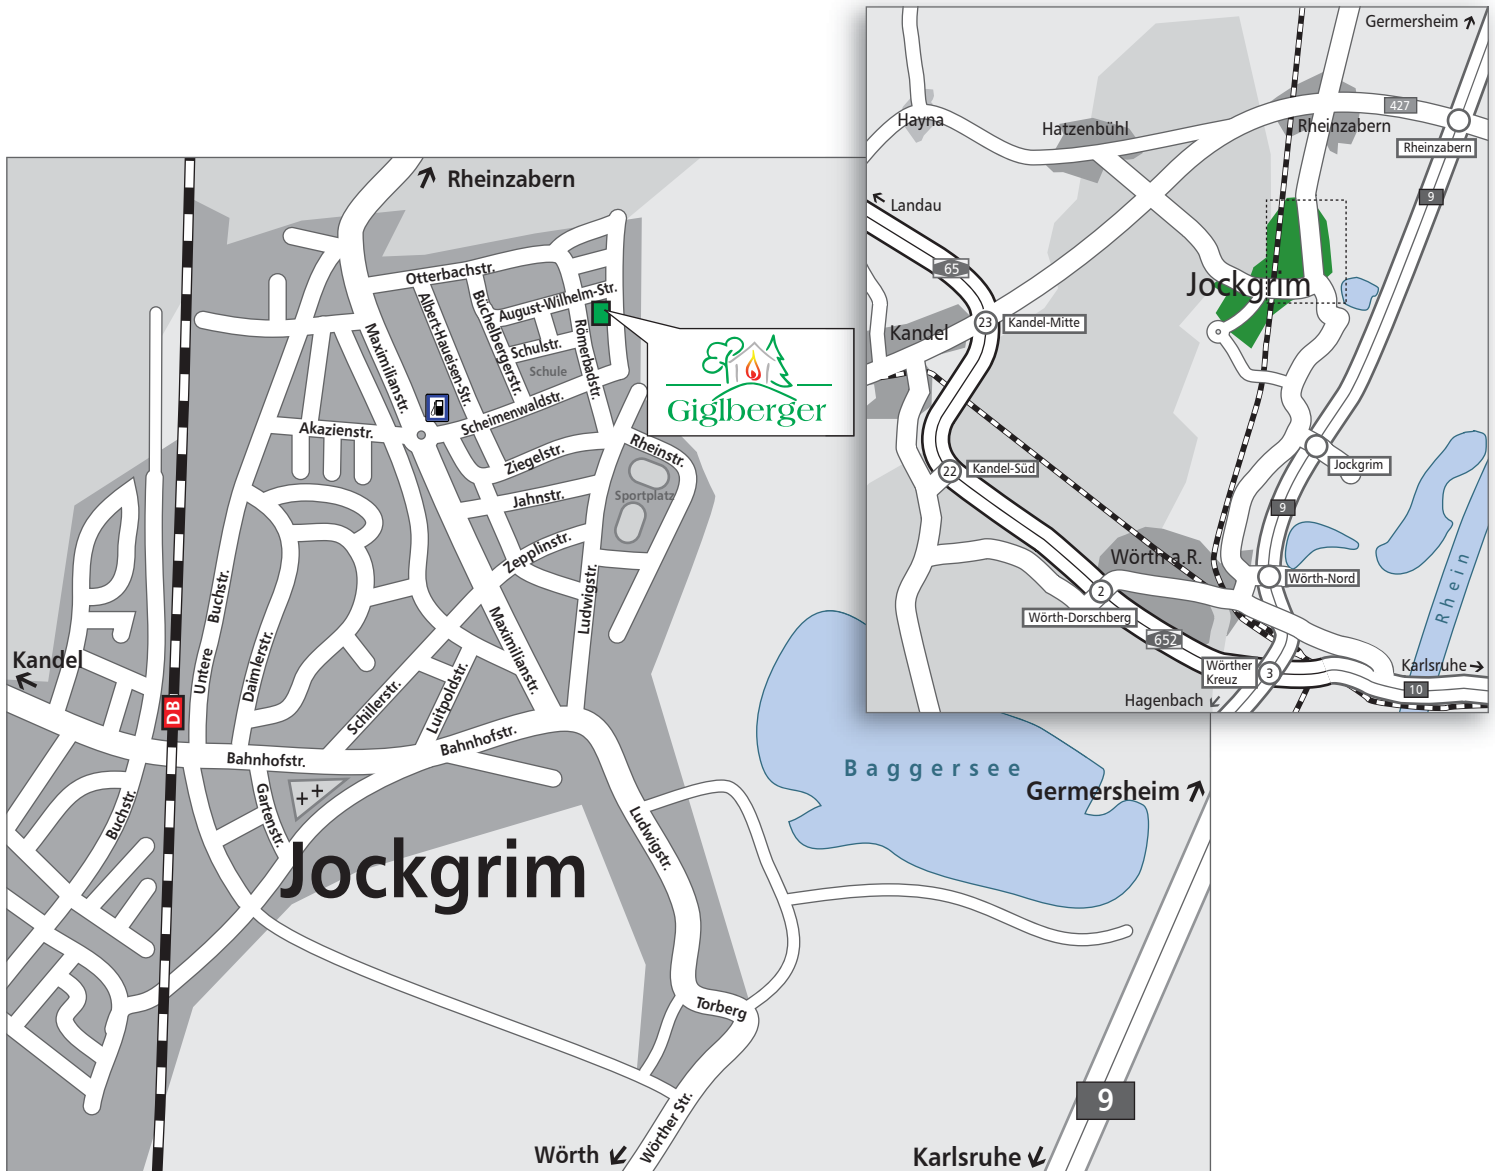 Germersheim
427
Hayna
Hatzenbühl
Rheinzabern
Rheinzabern
9
Landau
65
Jockgrim
Kandel
23
Kandel-Mitte
22
Kandel-Süd
Jockgrim
9
Wörth a.R.
Wörth-Nord
2
Wörth-Dorschberg
652
Rhein
Wörther
Kreuz
3
Karlsruhe
10
Hagenbach
Rheinzabern
Otterbachstr.
Albert-Haueisen-Str.
Büchelbergerstr.
August-Wilhelm-Str.
Schulstr.
Schule
Römerbadstr.
Maximilianstr.
Scheimenwaldstr.
Giglberger
Akazienstr.
Ziegelstr.
Rheinstr.
Jahnstr.
Sportplatz
Zepplinstr.
Ludwigstr.
Untere Buchstr.
Daimlerstr.
Maximilianstr.
Kandel
DB
Schillerstr.
Luitpoldstr.
Bahnhofstr.
Bahnhofstr.
Buchstr.
Gartenstr.
Ludwigstr.
Baggersee
Germersheim
Jockgrim
Torberg
9
Wörther Str.
Wörth
Karlsruhe